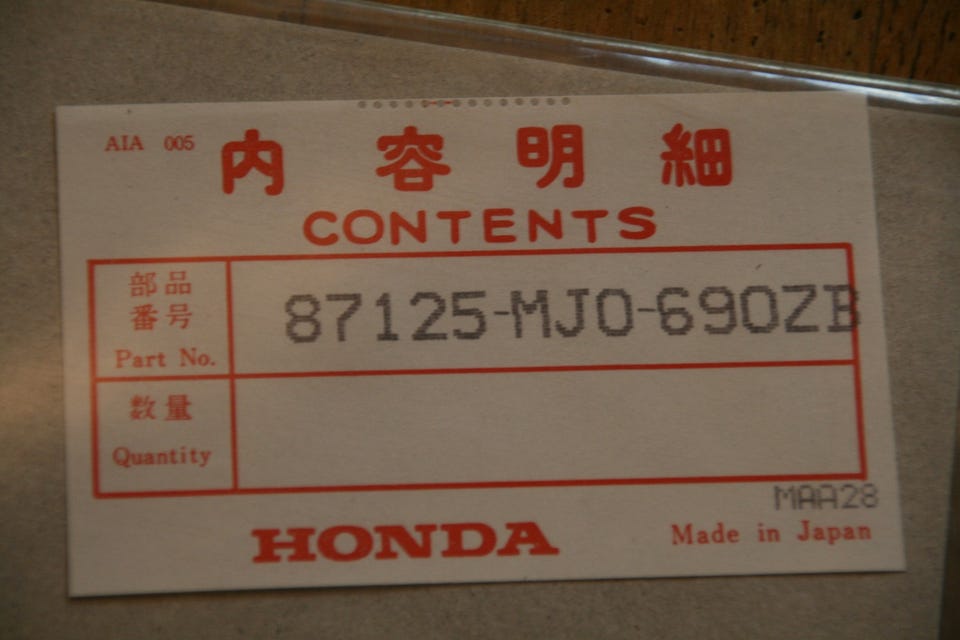 AIA 005
内容明細
CONTENTS
部品
番号
Part No.
87125-MJ0-690ZB
数量
Quantity
MAA28
HONDA
Made in Japan